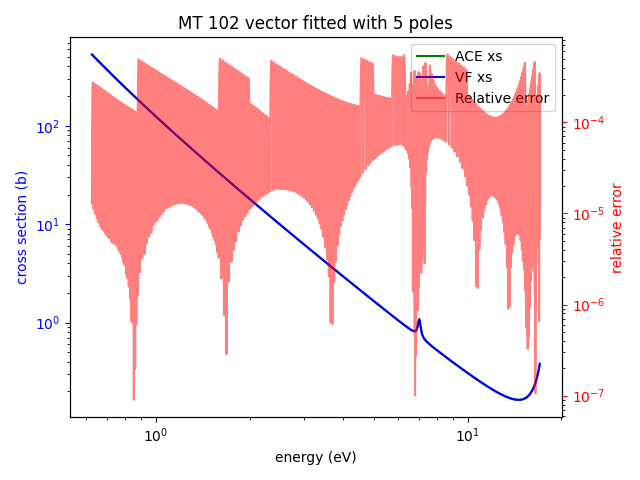 MT 102 vector fitted with 5 poles
ACE xs
VF xs
Relative error
cross section (b)
10²
10¹
10⁰
10⁻⁴
10⁻⁵
10⁻⁶
10⁻⁷
relative error
10⁰
10¹
energy (eV)